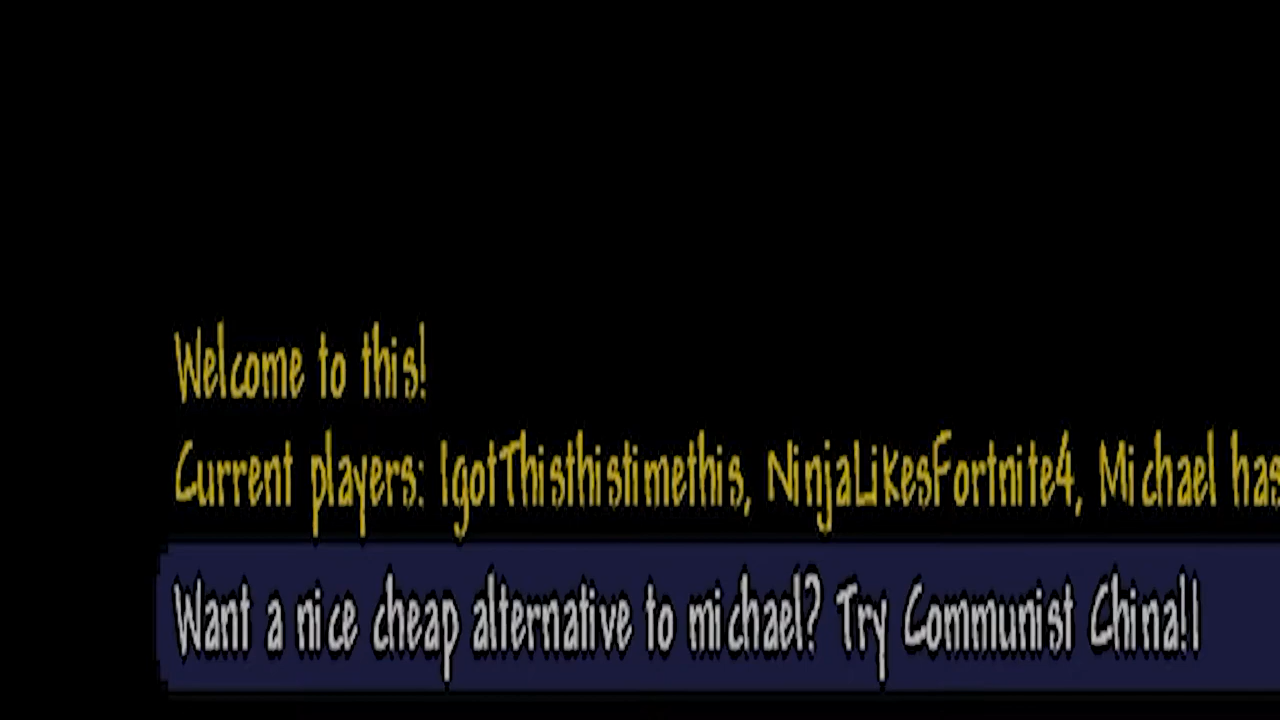 Welcome to this!
Current players: IgotThisthistimethis, NinjaLikesFortnite4, Michael has
Want a nice cheap alternative to michael? Try Communist China!|